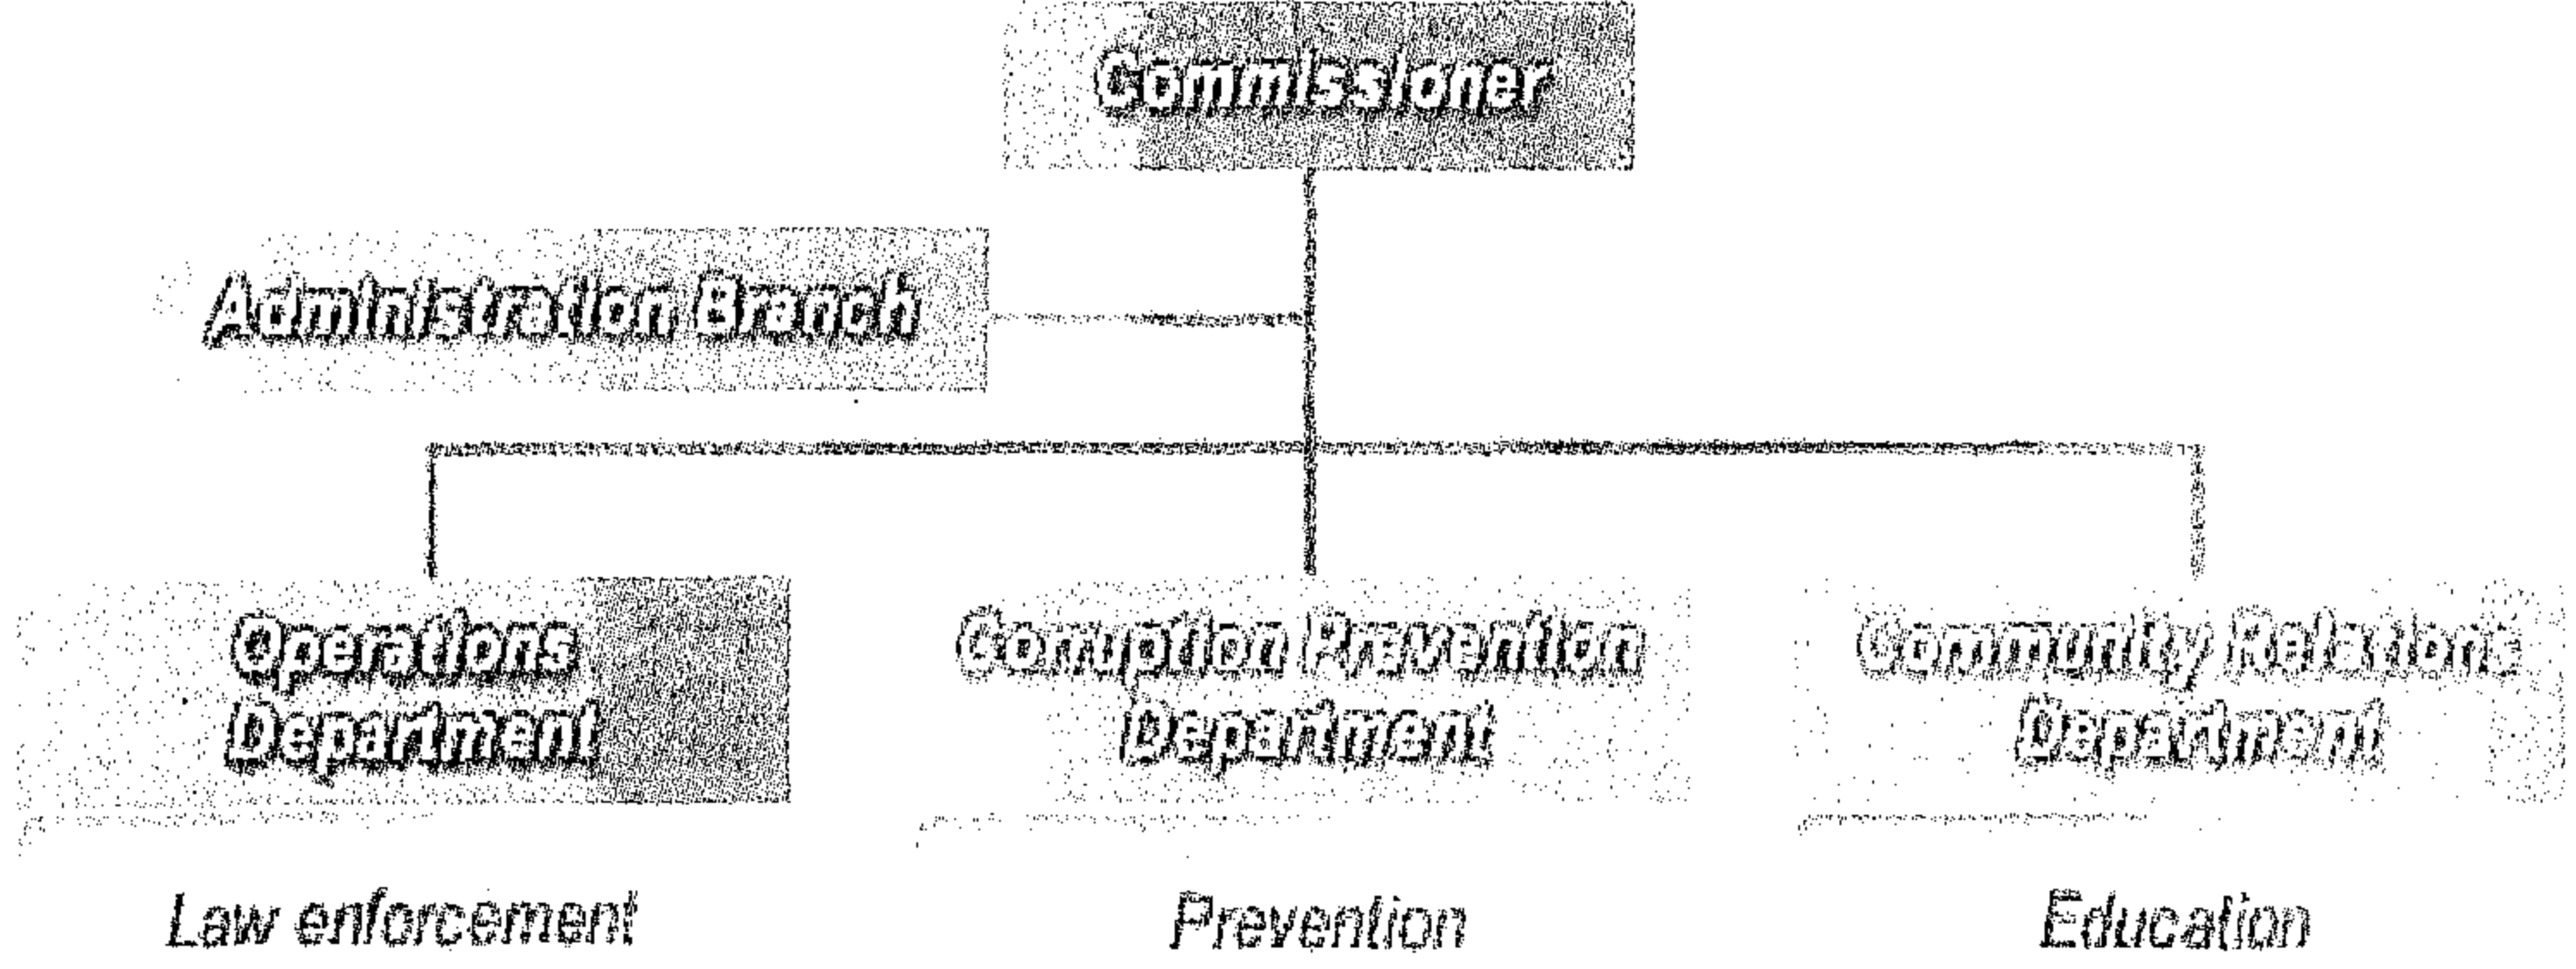 Commissioner
Administration Branch
Operations
Department
Corruption Prevention
Department
Community Relations
Department
Law enforcement
Prevention
Education